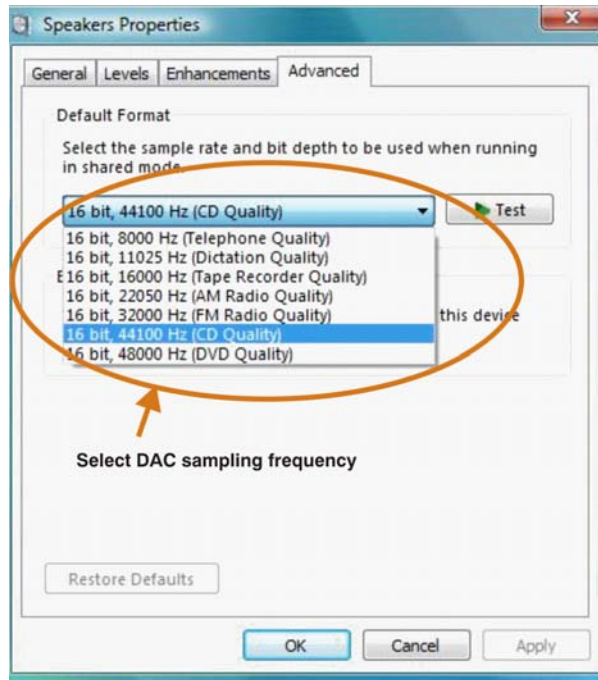 Speakers Properties
General Levels Enhancements Advanced
Default Format
Select the sample rate and bit depth to be used when running
in shared mode.
16 bit, 44100 Hz (CD Quality)
Test
16 bit, 8000 Hz (Telephone Quality)
16 bit, 11025 Hz (Dictation Quality)
E
16 bit, 16000 Hz (Tape Recorder Quality)
16 bit, 22050 Hz (AM Radio Quality)
16 bit, 32000 Hz (FM Radio Quality)
this device
16 bit, 44100 Hz (CD Quality)
16 bit, 48000 Hz (DVD Quality)
Select DAC sampling frequency
Restore Defaults
OK Cancel Apply